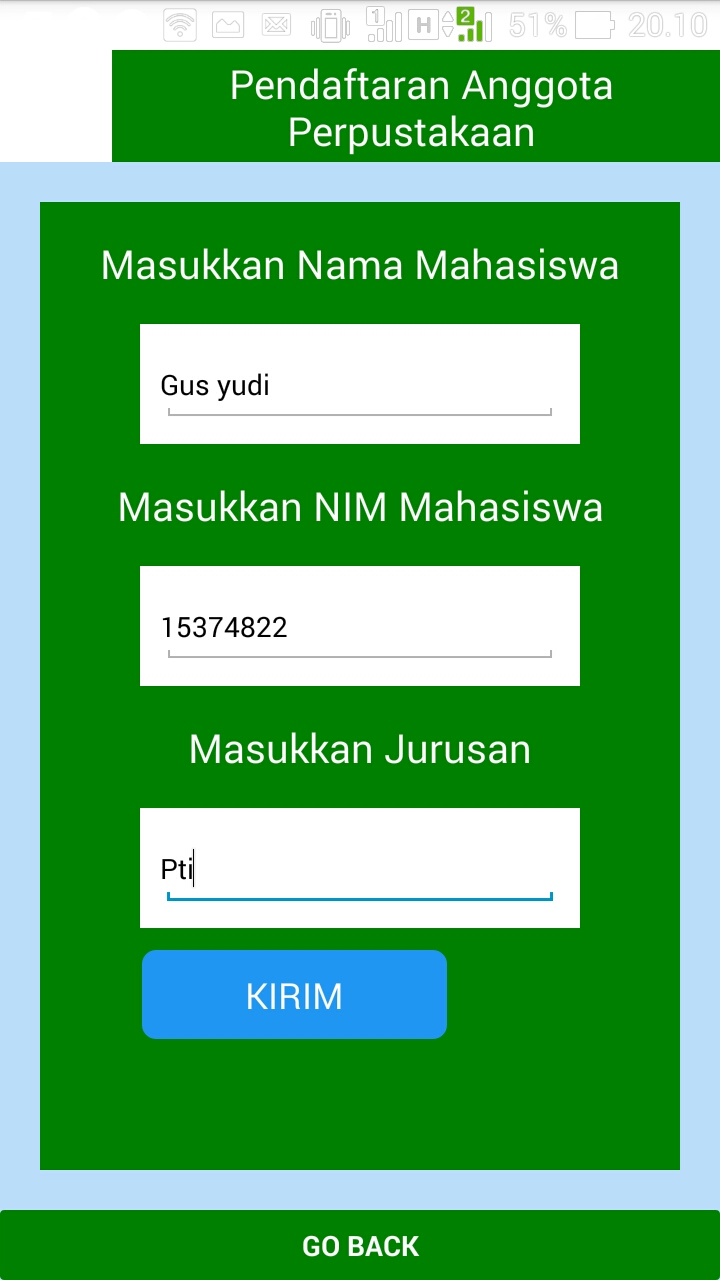 1 H 2 51% 20.10
Pendaftaran Anggota
Perpustakaan
Masukkan Nama Mahasiswa
Gus yudi
Masukkan NIM Mahasiswa
15374822
Masukkan Jurusan
Pti
KIRIM
GO BACK